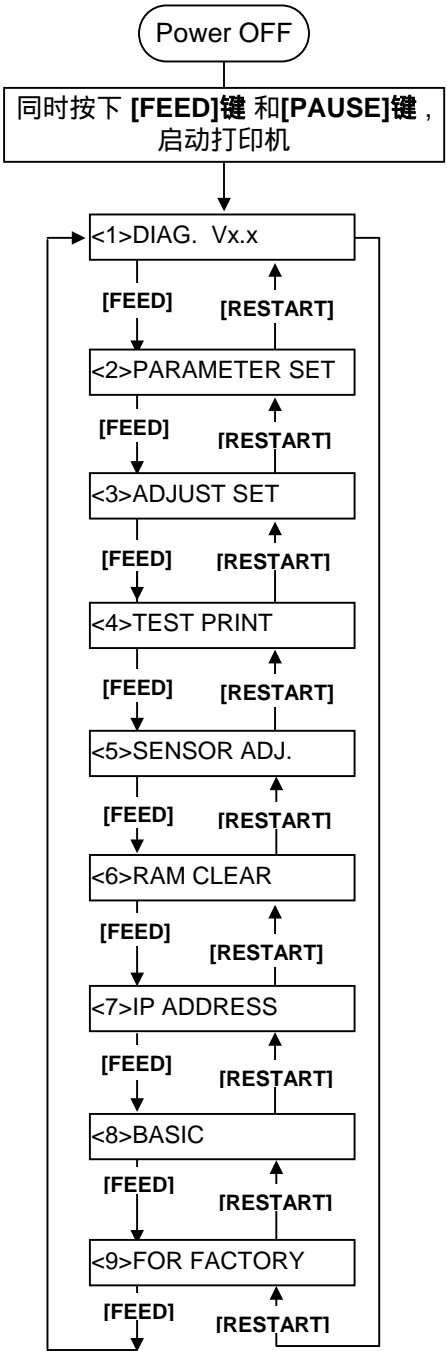 Power OFF
同时按下 [FEED]键 和[PAUSE]键 ,
启动打印机
<1>DIAG. Vx.x
[FEED] [RESTART]
<2>PARAMETER SET
[FEED] [RESTART]
<3>ADJUST SET
[FEED] [RESTART]
<4>TEST PRINT
[FEED] [RESTART]
<5>SENSOR ADJ.
[FEED] [RESTART]
<6>RAM CLEAR
[FEED] [RESTART]
<7>IP ADDRESS
[FEED] [RESTART]
<8>BASIC
[FEED] [RESTART]
<9>FOR FACTORY
[FEED] [RESTART]